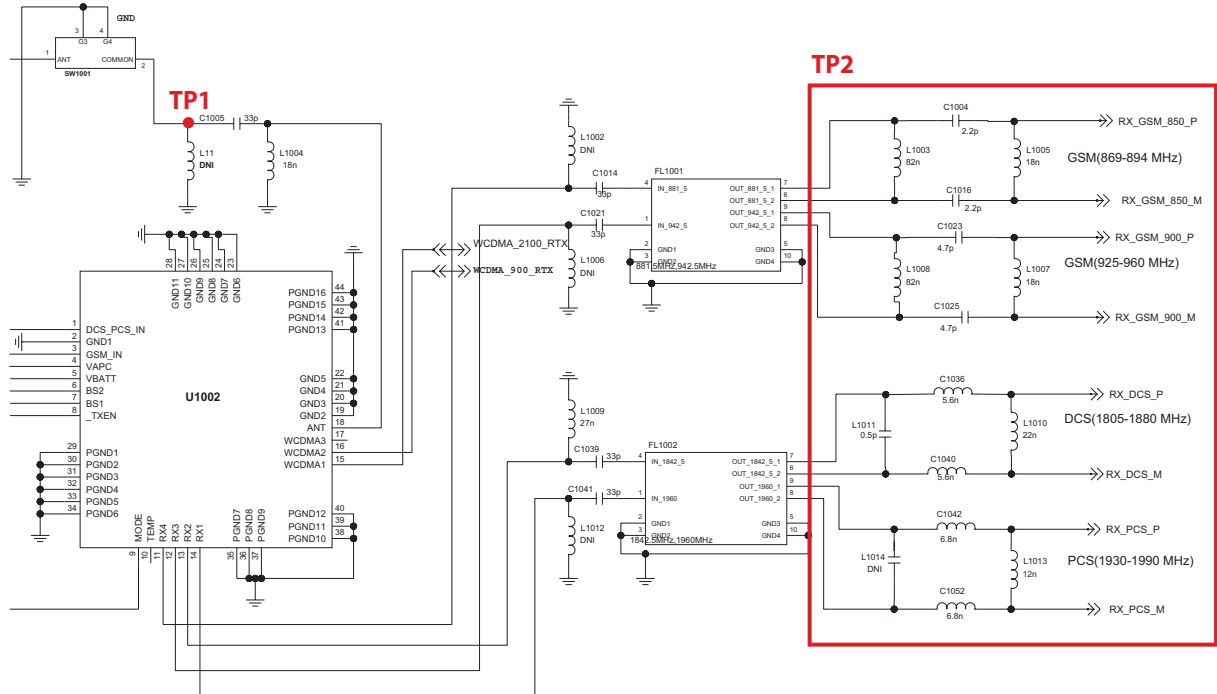 GND
3
4
G3
G4
1
ANT
COMMON
2
SW1001
TP1
C1005
33p
L11
DNI
L1004
18n
TP2
L1002
DNI
C1014
33p
C1021
33p
L1006
DNI
FL1001
4
IN_881_5
1
IN_942_5
2
GND1
3
GND2
881.5MHz,942.5MHz
OUT_881_5_1
7
OUT_881_5_2
6
OUT_942_5_1
9
OUT_942_5_2
8
GND3
5
GND4
10
C1004
2.2p
L1003
82n
L1005
18n
C1016
2.2p
RX_GSM_850_P
GSM(869-894 MHz)
RX_GSM_850_M
C1023
4.7p
L1008
82n
L1007
18n
C1025
4.7p
RX_GSM_900_P
GSM(925-960 MHz)
RX_GSM_900_M
WCDMA_2100_RTX
WCDMA_900_RTX
28
27
26
25
24
23
GND11
GND10
GND9
GND8
GND7
GND6
1
DCS_PCS_IN
2
GND1
3
GSM_IN
4
VAPC
5
VBATT
6
BS2
7
BS1
8
_TXEN
U1002
PGND16
44
PGND15
43
PGND14
42
PGND13
41
GND5
22
GND4
21
GND3
20
GND2
19
ANT
18
WCDMA3
17
WCDMA2
16
WCDMA1
15
29
PGND1
30
PGND2
31
PGND3
32
PGND4
33
PGND5
34
PGND6
PGND12
40
PGND11
39
PGND10
38
MODE
TEMP
RX4
RX3
RX2
RX1
PGND7
PGND8
PGND9
9
10
11
12
13
14
35
36
37
L1009
27n
C1039
33p
C1041
33p
L1012
DNI
FL1002
4
IN_1842_5
1
IN_1960
2
GND1
3
GND2
1842.5MHz,1960MHz
OUT_1842_5_1
7
OUT_1842_5_2
6
OUT_1960_1
9
OUT_1960_2
8
GND3
5
GND4
10
C1036
5.6n
L1011
0.5p
L1010
22n
C1040
5.6n
RX_DCS_P
DCS(1805-1880 MHz)
RX_DCS_M
C1042
6.8n
L1014
DNI
L1013
12n
C1052
6.8n
RX_PCS_P
PCS(1930-1990 MHz)
RX_PCS_M